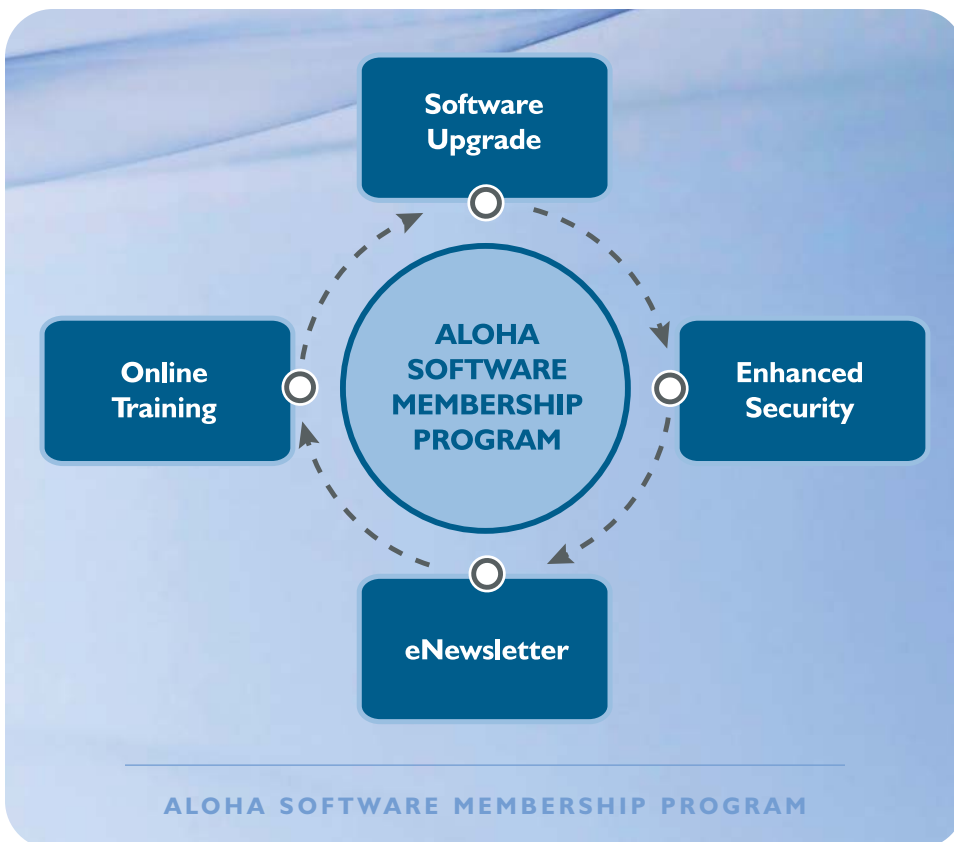 Software
Upgrade
Online
Training
ALOHA
SOFTWARE
MEMBERSHIP
PROGRAM
Enhanced
Security
eNewsletter
ALOHA SOFTWARE MEMBERSHIP PROGRAM